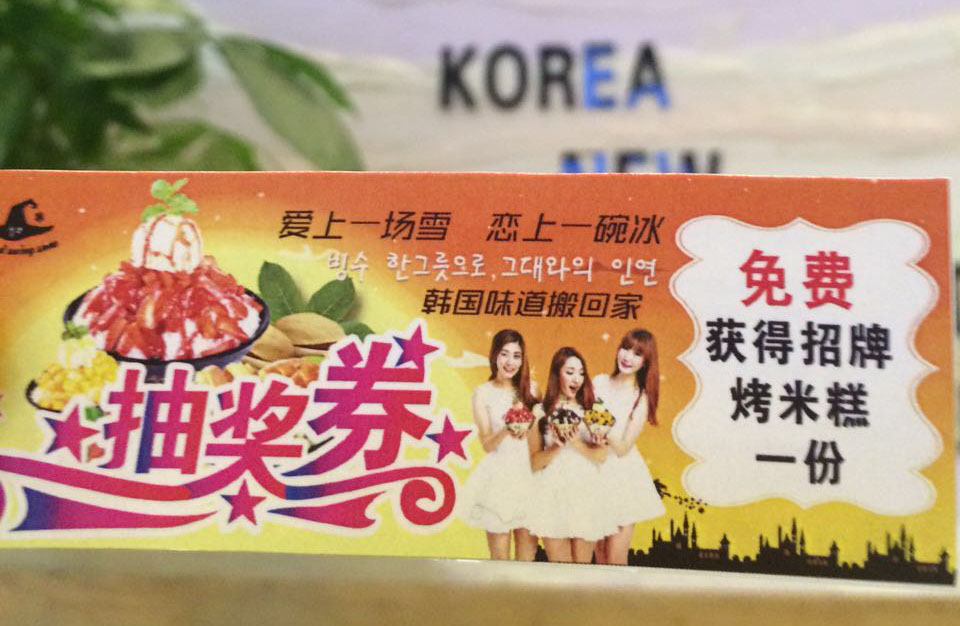 KOREA
NEW
爱上一场雪 恋上一碗冰
빙수 한그릇으로, 그대와의 인연
韩国味道搬回家
抽奖券
免费
获得招牌
烤米糕
一份